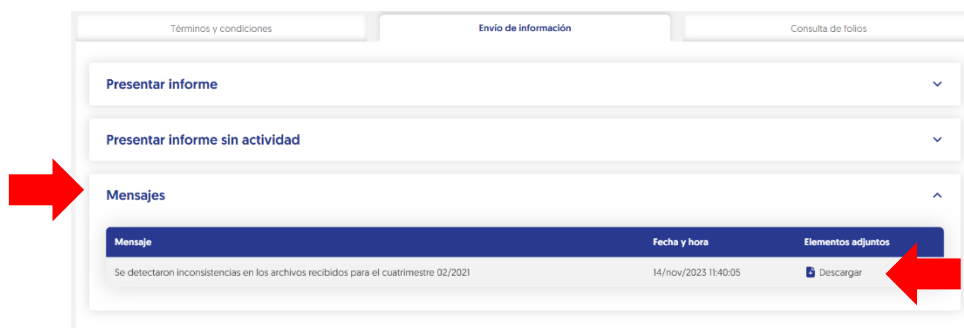 Términos y condiciones
Envío de información
Consulta de folios
Presentar informe
Presentar informe sin actividad
Mensajes
Mensaje Fecha y hora Elementos adjuntos
Se detectaron inconsistencias en los archivos recibidos para el cuatrimestre 02/2021 14/nov/2023 11:40:05 Descargar